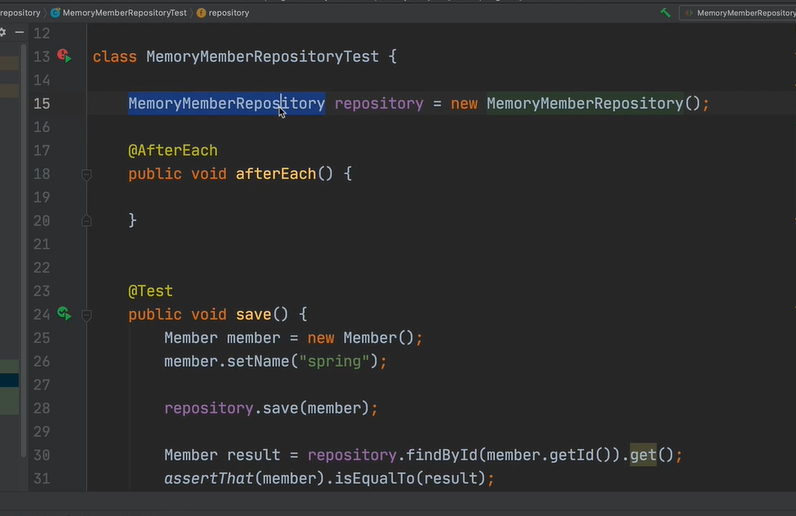 repository > MemoryMemberRepositoryTest > repository
MemoryMemberRepository
12
13 class MemoryMemberRepositoryTest {
14
15 MemoryMemberRepository repository = new MemoryMemberRepository();
16
17 @AfterEach
18 public void afterEach() {
19
20 }
21
22
23 @Test
24 public void save() {
25 Member member = new Member();
26 member.setName("spring");
27
28 repository.save(member);
29
30 Member result = repository.findById(member.getId()).get();
31 assertThat(member).isEqualTo(result);